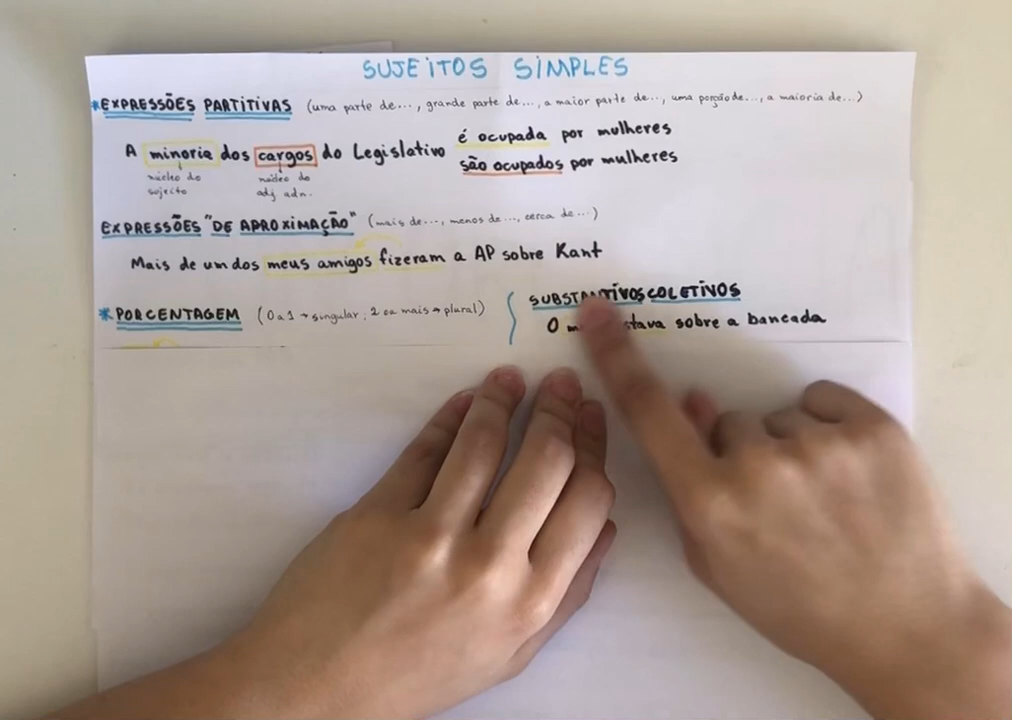 SUJEITOS SIMPLES
*EXPRESSÕES PARTITIVAS (uma parte de..., grande parte de..., a maior parte de..., uma porção de..., a maioria de...)
A minoria dos cargos do Legislativo é ocupada por mulheres
são ocupados por mulheres
núcleo do sujeito
núcleo do adj. adn.
EXPRESSÕES "DE APROXIMAÇÃO" (mais de..., menos de..., cerca de...)
Mais de um dos meus amigos fizeram a AP sobre Kant
*PORCENTAGEM (0 a 1 → singular; 2 ou mais → plural)
SUBSTANTIVOS COLETIVOS
O sobre a bancada